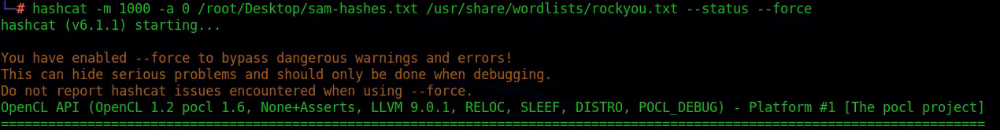 └─# hashcat -m 1000 -a 0 /root/Desktop/sam-hashes.txt /usr/share/wordlists/rockyou.txt --status --force
hashcat (v6.1.1) starting...
You have enabled --force to bypass dangerous warnings and errors!
This can hide serious problems and should only be done when debugging.
Do not report hashcat issues encountered when using --force.
OpenCL API (OpenCL 1.2 pocl 1.6, None+Asserts, LLVM 9.0.1, RELOC, SLEEF, DISTRO, POCL_DEBUG) - Platform #1 [The pocl project]
=============================================================================================================================